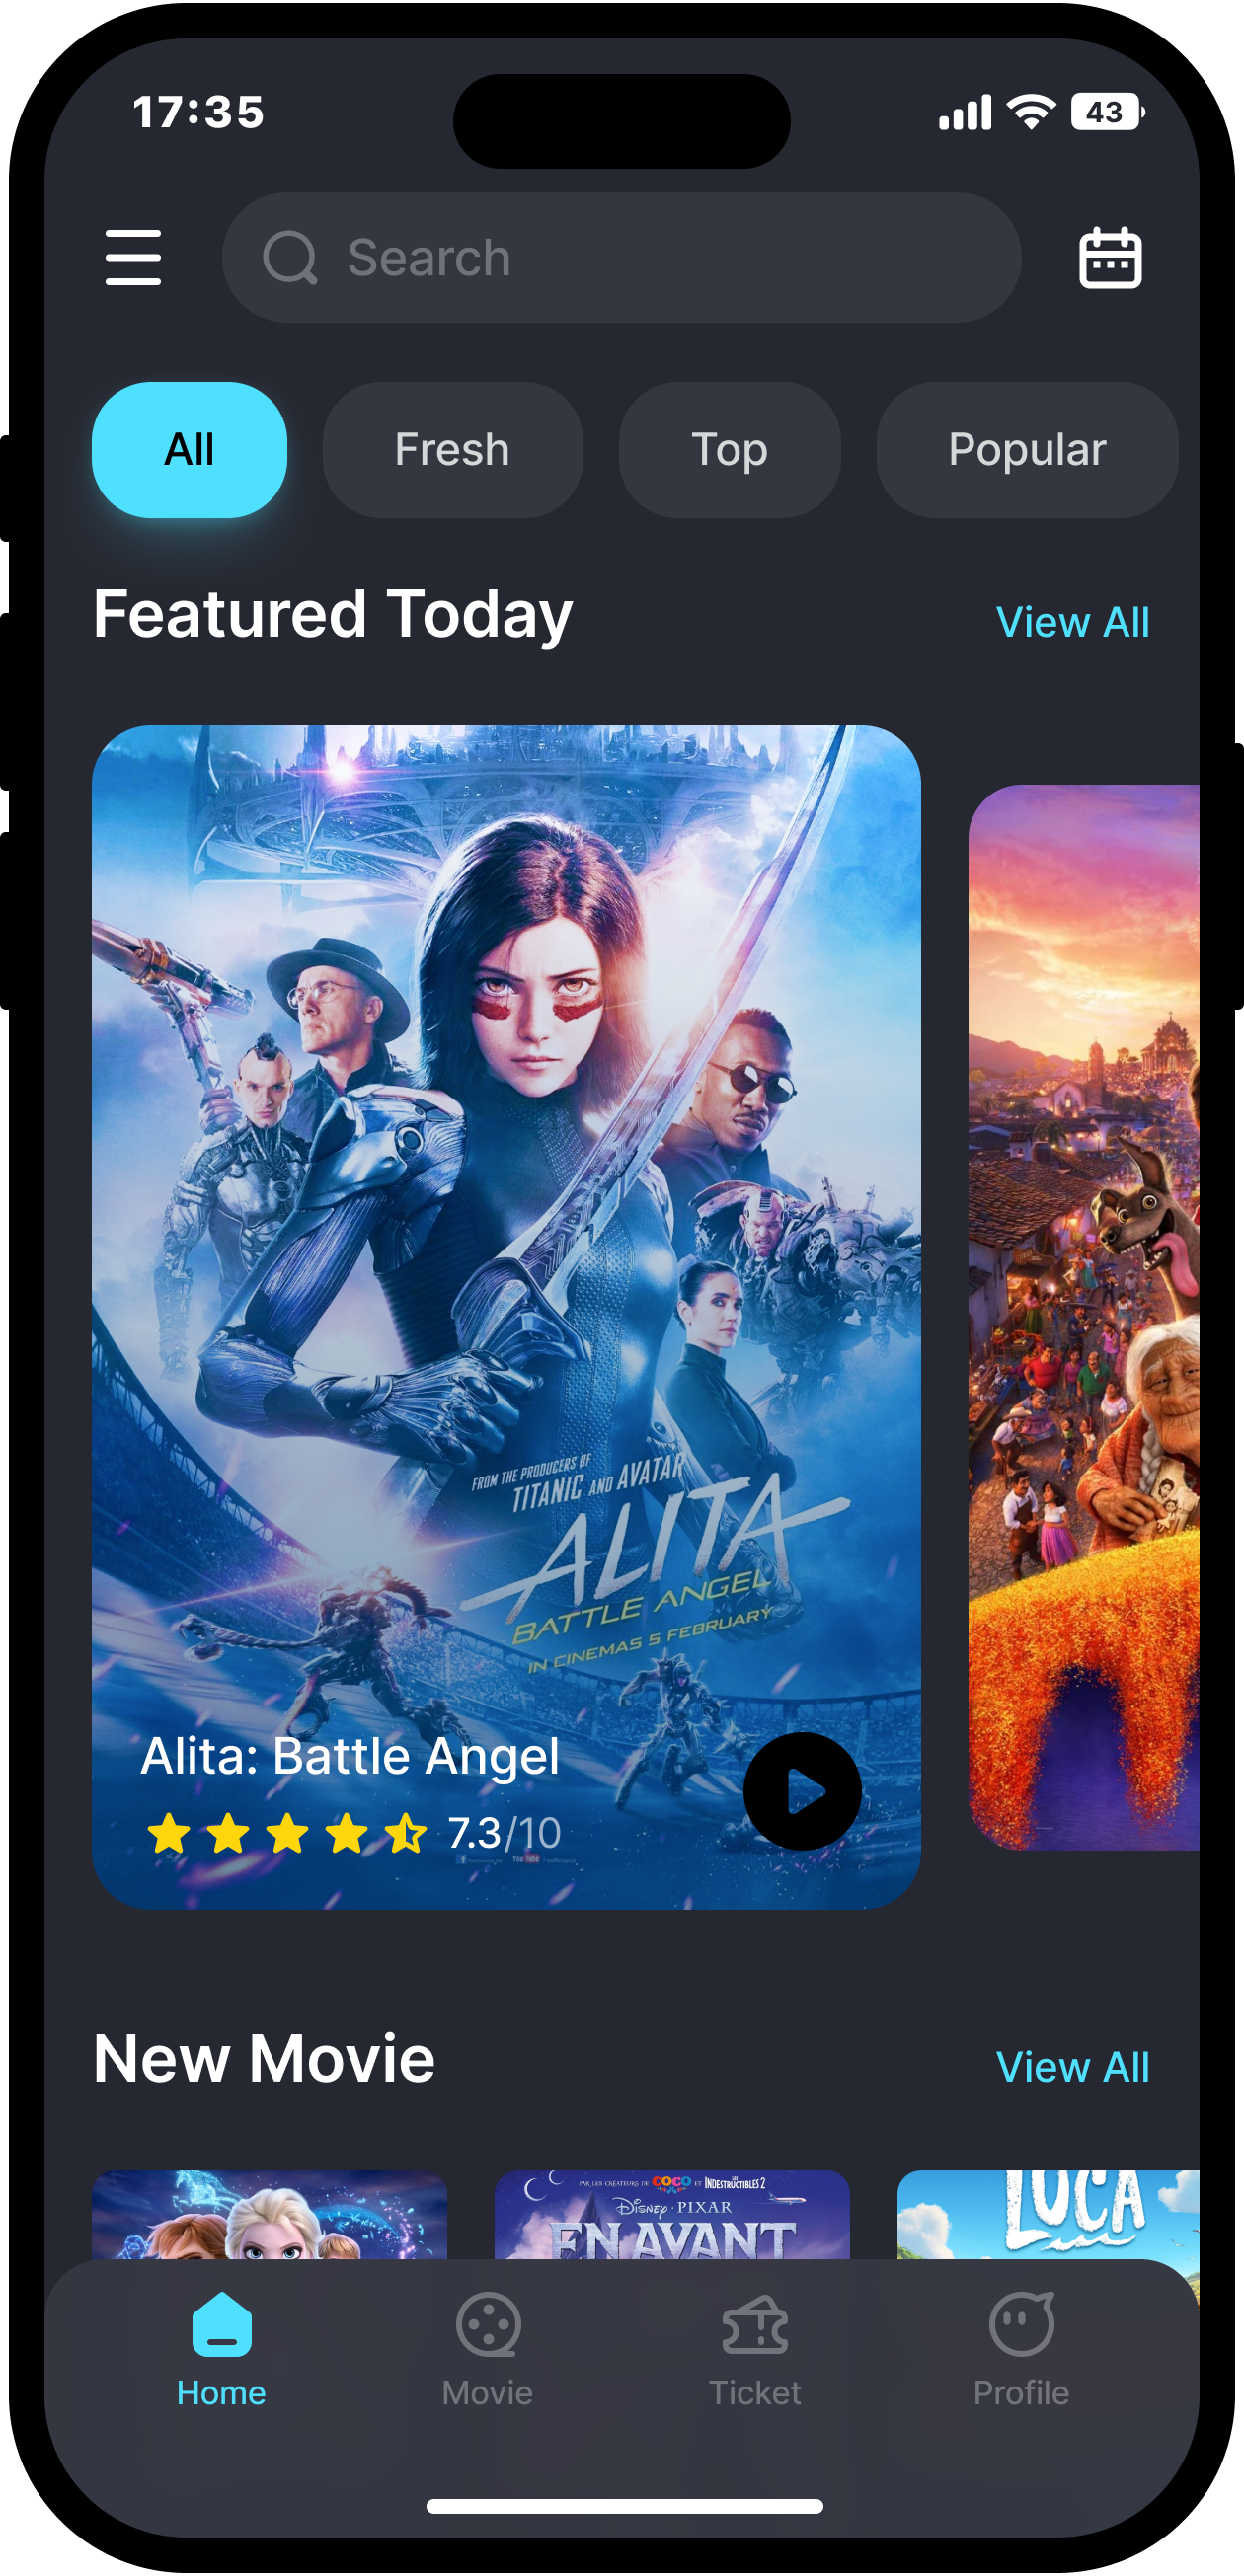 17:35
43
Search
All
Fresh
Top
Popular
Featured Today
View All
FROM THE PRODUCERS OF
TITANIC AND AVATAR
ALITA
BATTLE ANGEL
IN CINEMAS 5 FEBRUARY
Alita: Battle Angel
7.3/10
YouTube
New Movie
View All
PAR LES CRÉATEURS DE COCO ET LES INDESTRUCTIBLES 2
Disney · PIXAR
EN AVANT
LUCA
Home
Movie
Ticket
Profile